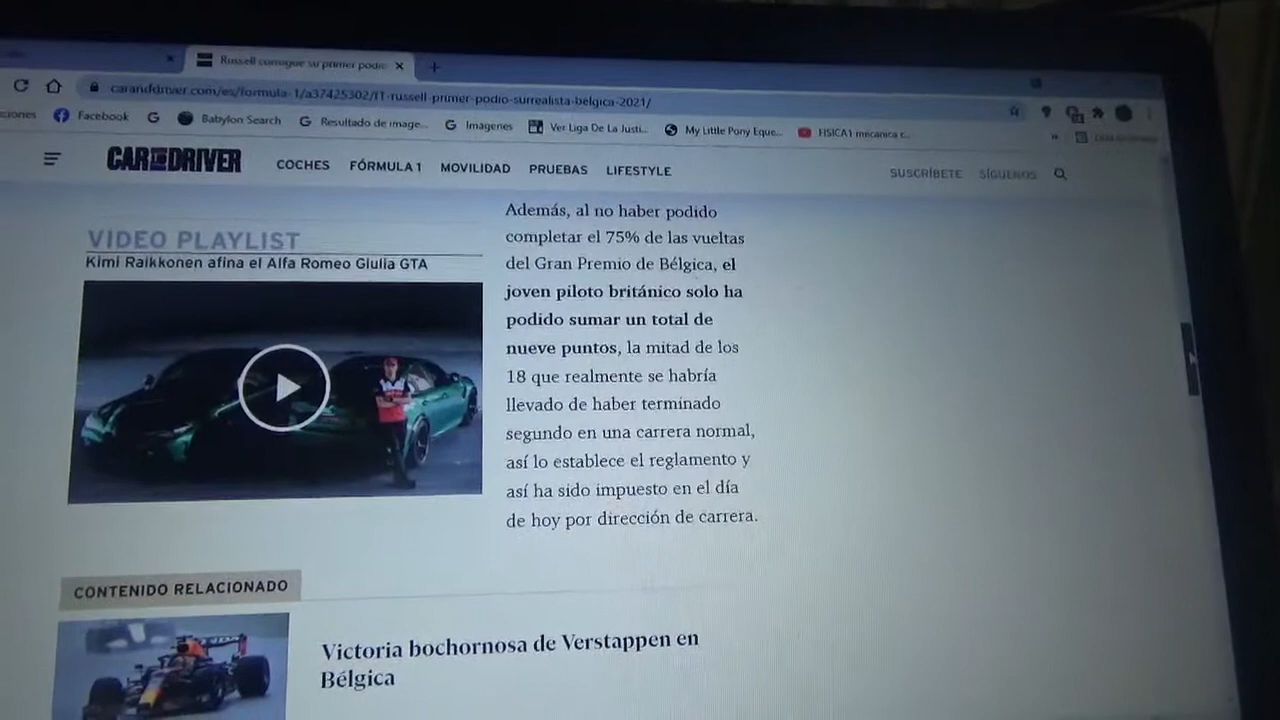 Russell consigue su primer podio
carandfdriver.com/es/formula-1/a37425302/f1-russell-primer-podio-surrealista-belgica-2021/
Facebook
Babylon Search
Resultado de image...
Imagenes
Ver Liga De La Justi...
My Little Pony Eque...
FISICA1 mecanica c...
CAR AND DRIVER
COCHES
FÓRMULA 1
MOVILIDAD
PRUEBAS
LIFESTYLE
SUSCRÍBETE
SÍGUENOS
VIDEO PLAYLIST
Kimi Raikkonen afina el Alfa Romeo Giulia GTA
Además, al no haber podido
completar el 75% de las vueltas
del Gran Premio de Bélgica, el
joven piloto británico solo ha
podido sumar un total de
nueve puntos, la mitad de los
18 que realmente se habría
llevado de haber terminado
segundo en una carrera normal,
así lo establece el reglamento y
así ha sido impuesto en el día
de hoy por dirección de carrera.
CONTENIDO RELACIONADO
Victoria bochornosa de Verstappen en
Bélgica